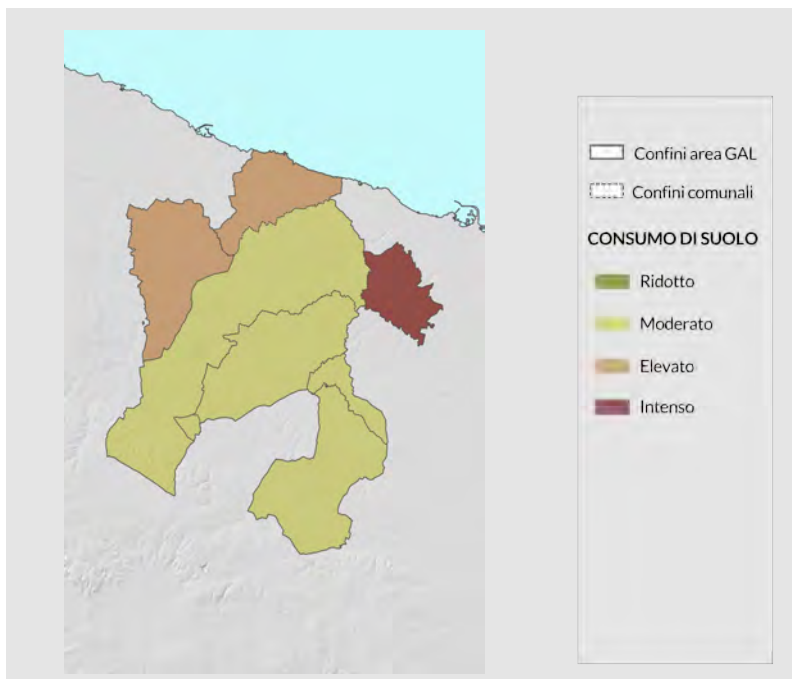 Confini area GAL
Confini comunali
CONSUMO DI SUOLO
Ridotto
Moderato
Elevato
Intenso